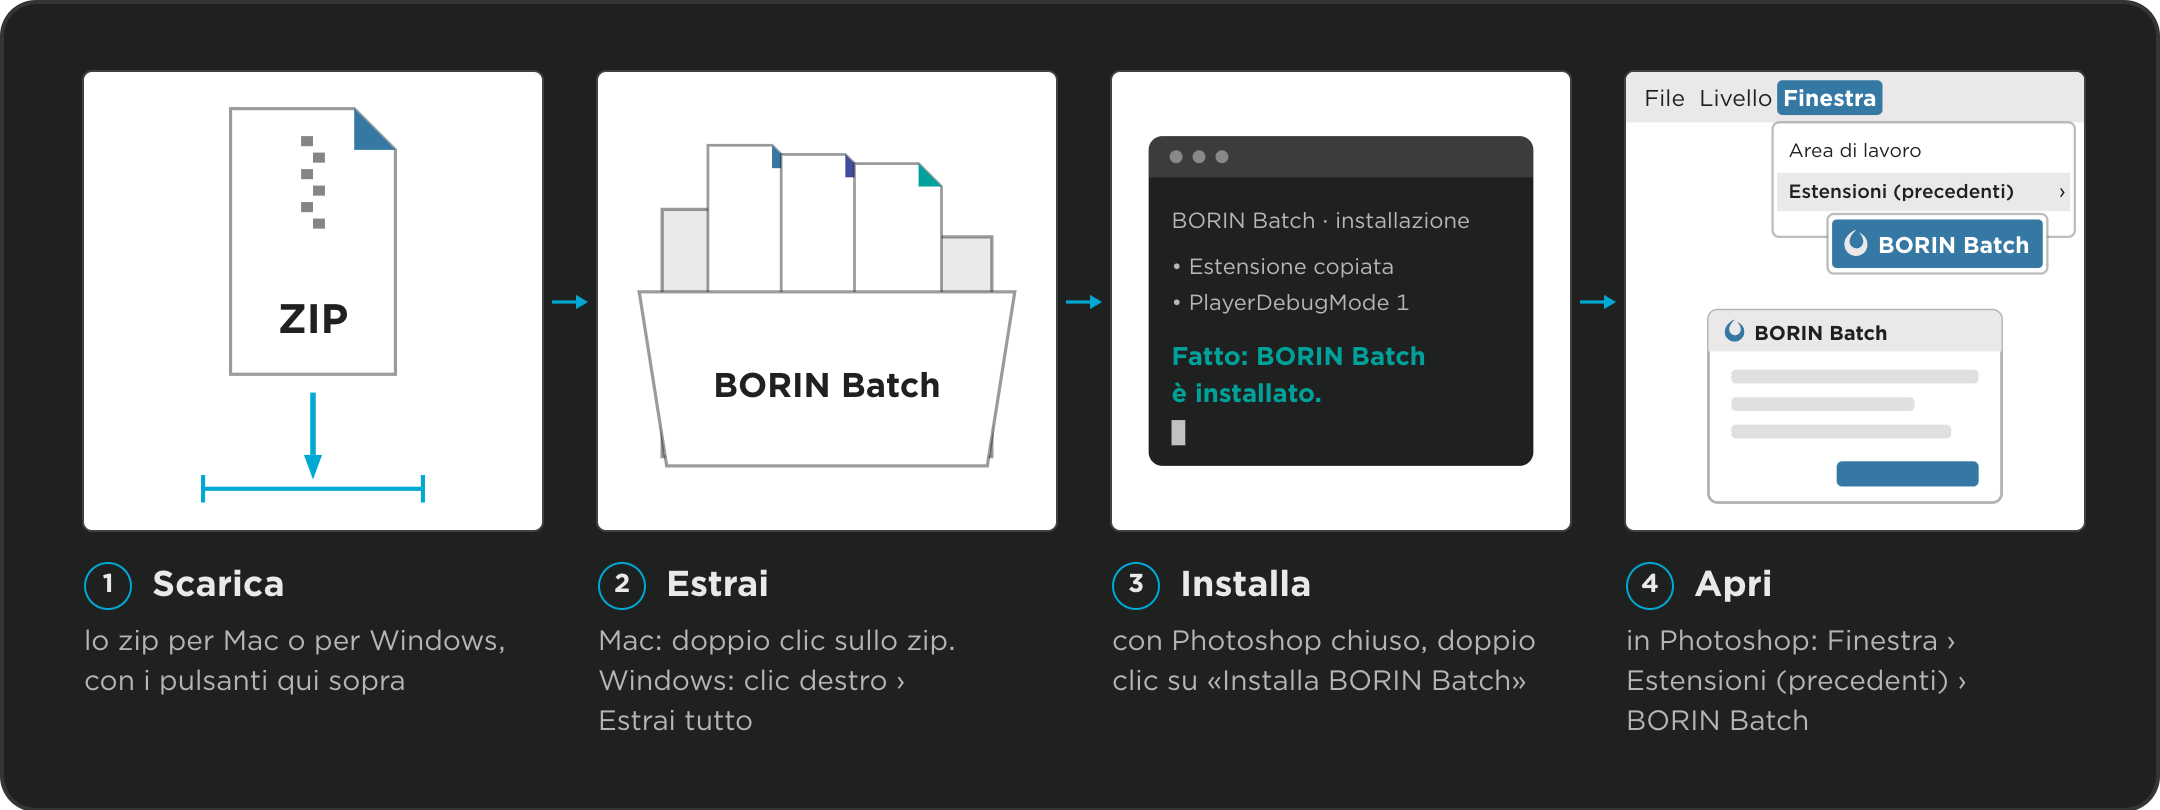 ZIP
BORIN Batch
BORIN Batch · installazione
• Estensione copiata
• PlayerDebugMode 1
Fatto: BORIN Batch
è installato.
File Livello Finestra
Area di lavoro
Estensioni (precedenti) ›
BORIN Batch
BORIN Batch
1 Scarica
lo zip per Mac o per Windows,
con i pulsanti qui sopra
2 Estrai
Mac: doppio clic sullo zip.
Windows: clic destro ›
Estrai tutto
3 Installa
con Photoshop chiuso, doppio
clic su «Installa BORIN Batch»
4 Apri
in Photoshop: Finestra ›
Estensioni (precedenti) ›
BORIN Batch